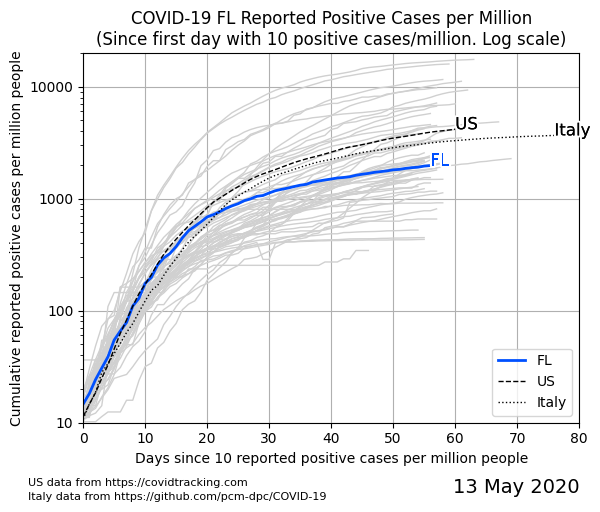 COVID-19 FL Reported Positive Cases per Million
(Since first day with 10 positive cases/million. Log scale)
Cumulative reported positive cases per million people
10000
1000
100
10
US
Italy
FL
FL
US
Italy
0 10 20 30 40 50 60 70 80
Days since 10 reported positive cases per million people
US data from https://covidtracking.com
Italy data from https://github.com/pcm-dpc/COVID-19
13 May 2020